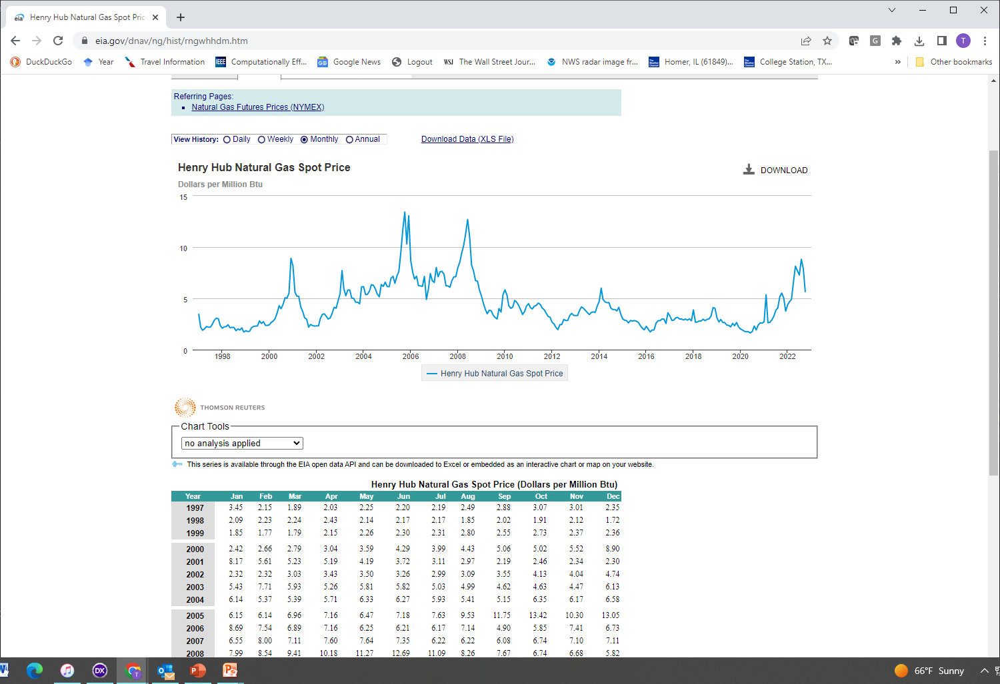 eia Henry Hub Natural Gas Spot Pric
eia.gov/dnav/ng/hist/rngwhhdm.htm
G T
DuckDuckGo Year Travel Information IEEE Computationally Eff... Google News Logout WSJ The Wall Street Jour... NWS radar image fr... Homer, IL (61849)... College Station, TX... » Other bookmarks
Referring Pages:
Natural Gas Futures Prices (NYMEX)
View History: Daily Weekly Monthly Annual Download Data (XLS File)
Henry Hub Natural Gas Spot Price
DOWNLOAD
Dollars per Million Btu
15
10
5
0
1998 2000 2002 2004 2006 2008 2010 2012 2014 2016 2018 2020 2022
Henry Hub Natural Gas Spot Price
THOMSON REUTERS
Chart Tools
no analysis applied
This series is available through the EIA open data API and can be downloaded to Excel or embedded as an interactive chart or map on your website.
Henry Hub Natural Gas Spot Price (Dollars per Million Btu)
Year Jan Feb Mar Apr May Jun Jul Aug Sep Oct Nov Dec
1997 3.45 2.15 1.89 2.03 2.25 2.20 2.19 2.49 2.88 3.07 3.01 2.35
1998 2.09 2.23 2.24 2.43 2.14 2.17 2.17 1.85 2.02 1.91 2.12 1.72
1999 1.85 1.77 1.79 2.15 2.26 2.30 2.31 2.80 2.55 2.73 2.37 2.36
2000 2.42 2.66 2.79 3.04 3.59 4.29 3.99 4.43 5.06 5.02 5.52 8.90
2001 8.17 5.61 5.23 5.19 4.19 3.72 3.11 2.97 2.19 2.46 2.34 2.30
2002 2.32 2.32 3.03 3.43 3.50 3.26 2.99 3.09 3.55 4.13 4.04 4.74
2003 5.43 7.71 5.93 5.26 5.81 5.82 5.03 4.99 4.62 4.63 4.47 6.13
2004 6.14 5.37 5.39 5.71 6.33 6.27 5.93 5.41 5.15 6.35 6.17 6.58
2005 6.15 6.14 6.96 7.16 6.47 7.18 7.63 9.53 11.75 13.42 10.30 13.05
2006 8.69 7.54 6.89 7.16 6.25 6.21 6.17 7.14 4.90 5.85 7.41 6.73
2007 6.55 8.00 7.11 7.60 7.64 7.35 6.22 6.22 6.08 6.74 7.10 7.11
2008 7.99 8.54 9.41 10.18 11.27 12.69 11.09 8.26 7.67 6.74 6.68 5.82
W DX T P P 66°F Sunny